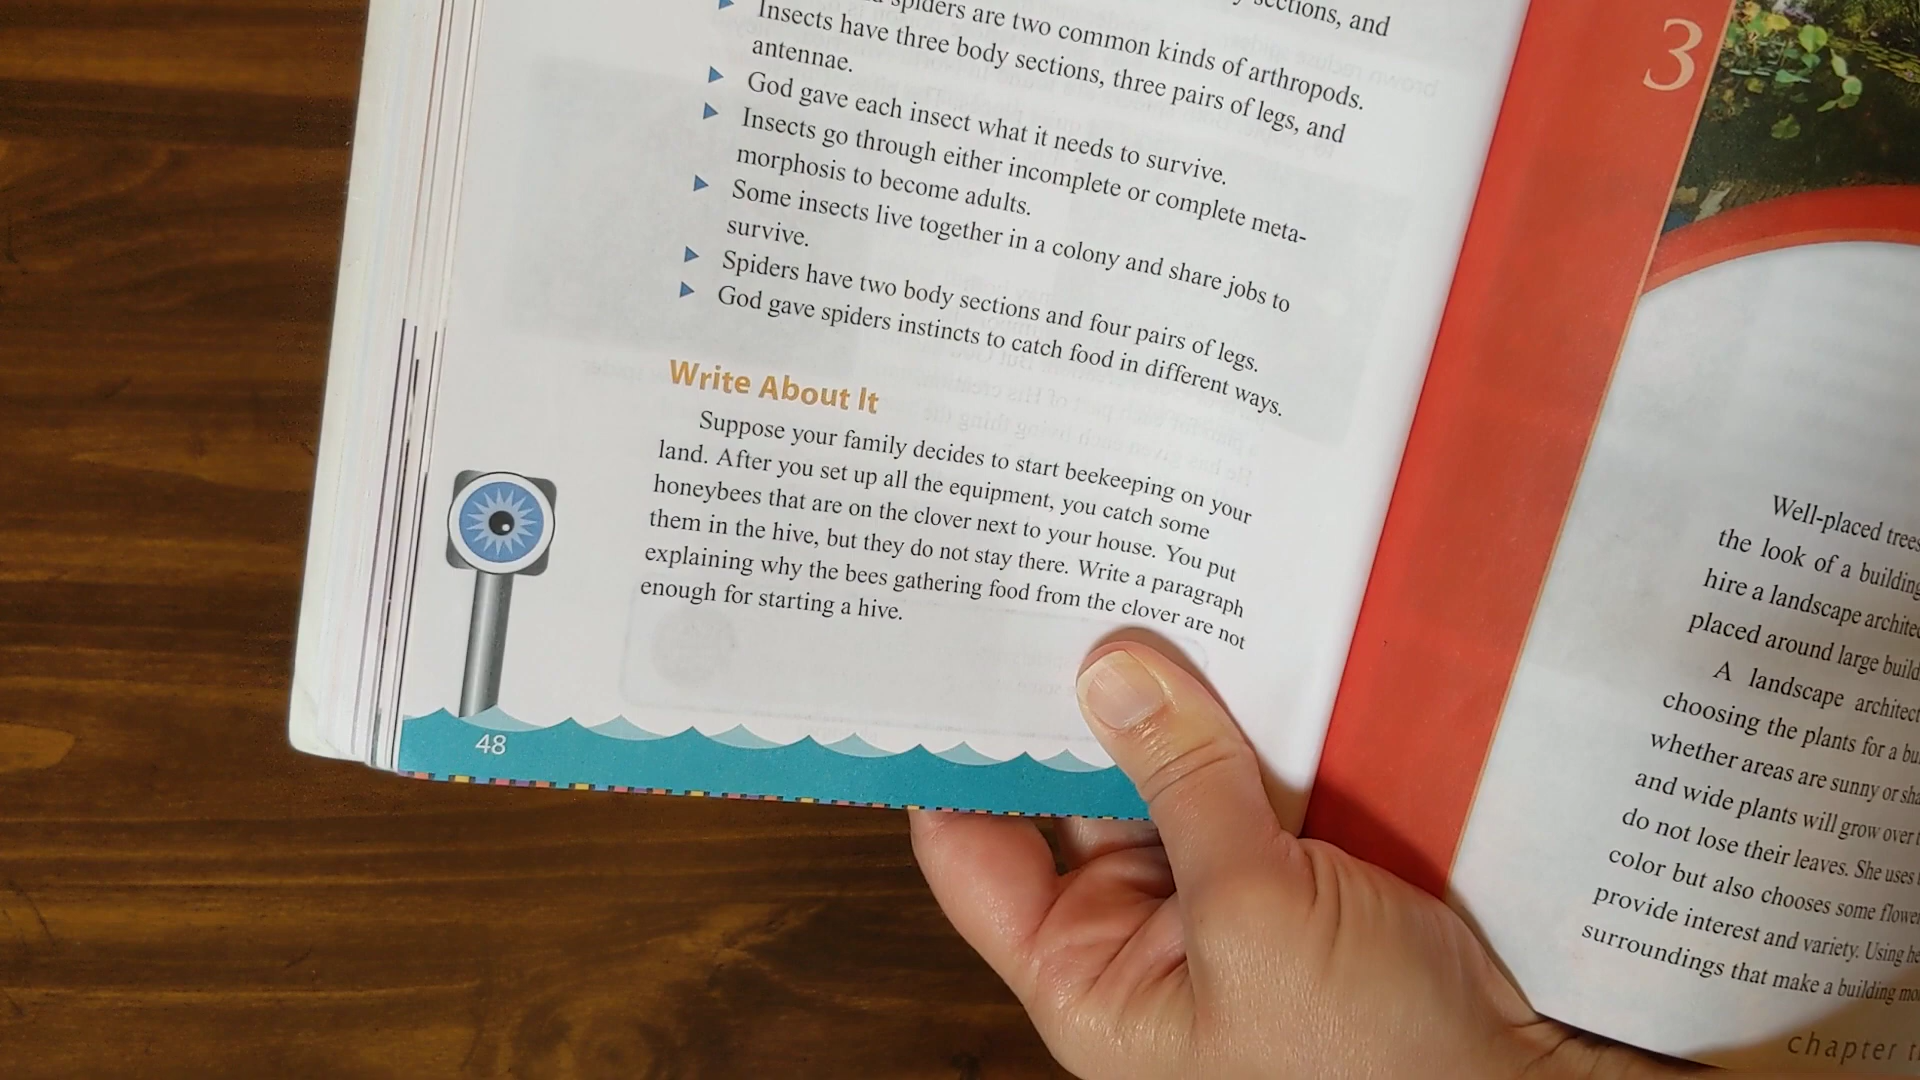 sections, and
spiders are two common kinds of arthropods.
Insects have three body sections, three pairs of legs, and
antennae.
God gave each insect what it needs to survive.
Insects go through either incomplete or complete meta-
morphosis to become adults.
Some insects live together in a colony and share jobs to
survive.
Spiders have two body sections and four pairs of legs.
God gave spiders instincts to catch food in different ways.
Write About It
Suppose your family decides to start beekeeping on your
land. After you set up all the equipment, you catch some
honeybees that are on the clover next to your house. You put
them in the hive, but they do not stay there. Write a paragraph
explaining why the bees gathering food from the clover are not
enough for starting a hive.
48
3
Well-placed trees
the look of a building
hire a landscape
placed around large
A landscape architect
choosing the plants for a
whether areas are sunny or
and wide plants will grow over
do not lose their leaves. She uses
color but also chooses some
provide interest and variety. Using
surroundings that make a building
chapter